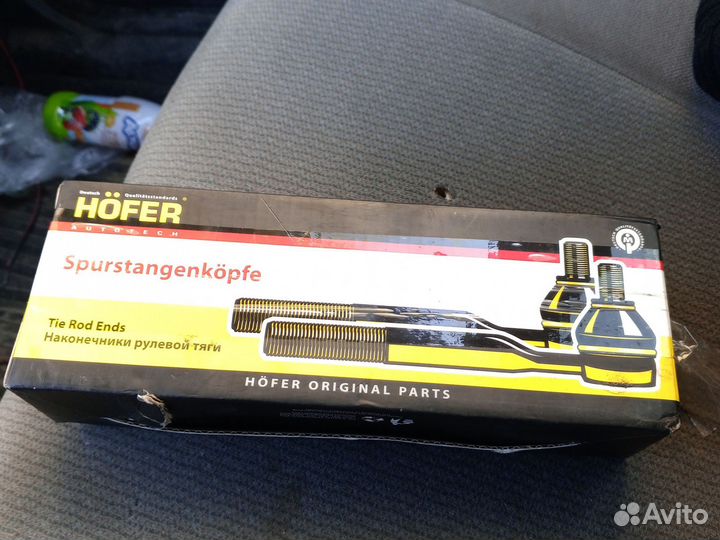 Deutsch Qualitätsstandards
HÖFER®
AUTOTECH
Spurstangenköpfe
Tie Rod Ends
Наконечники рулевой тяги
HÖFER ORIGINAL PARTS
Avito